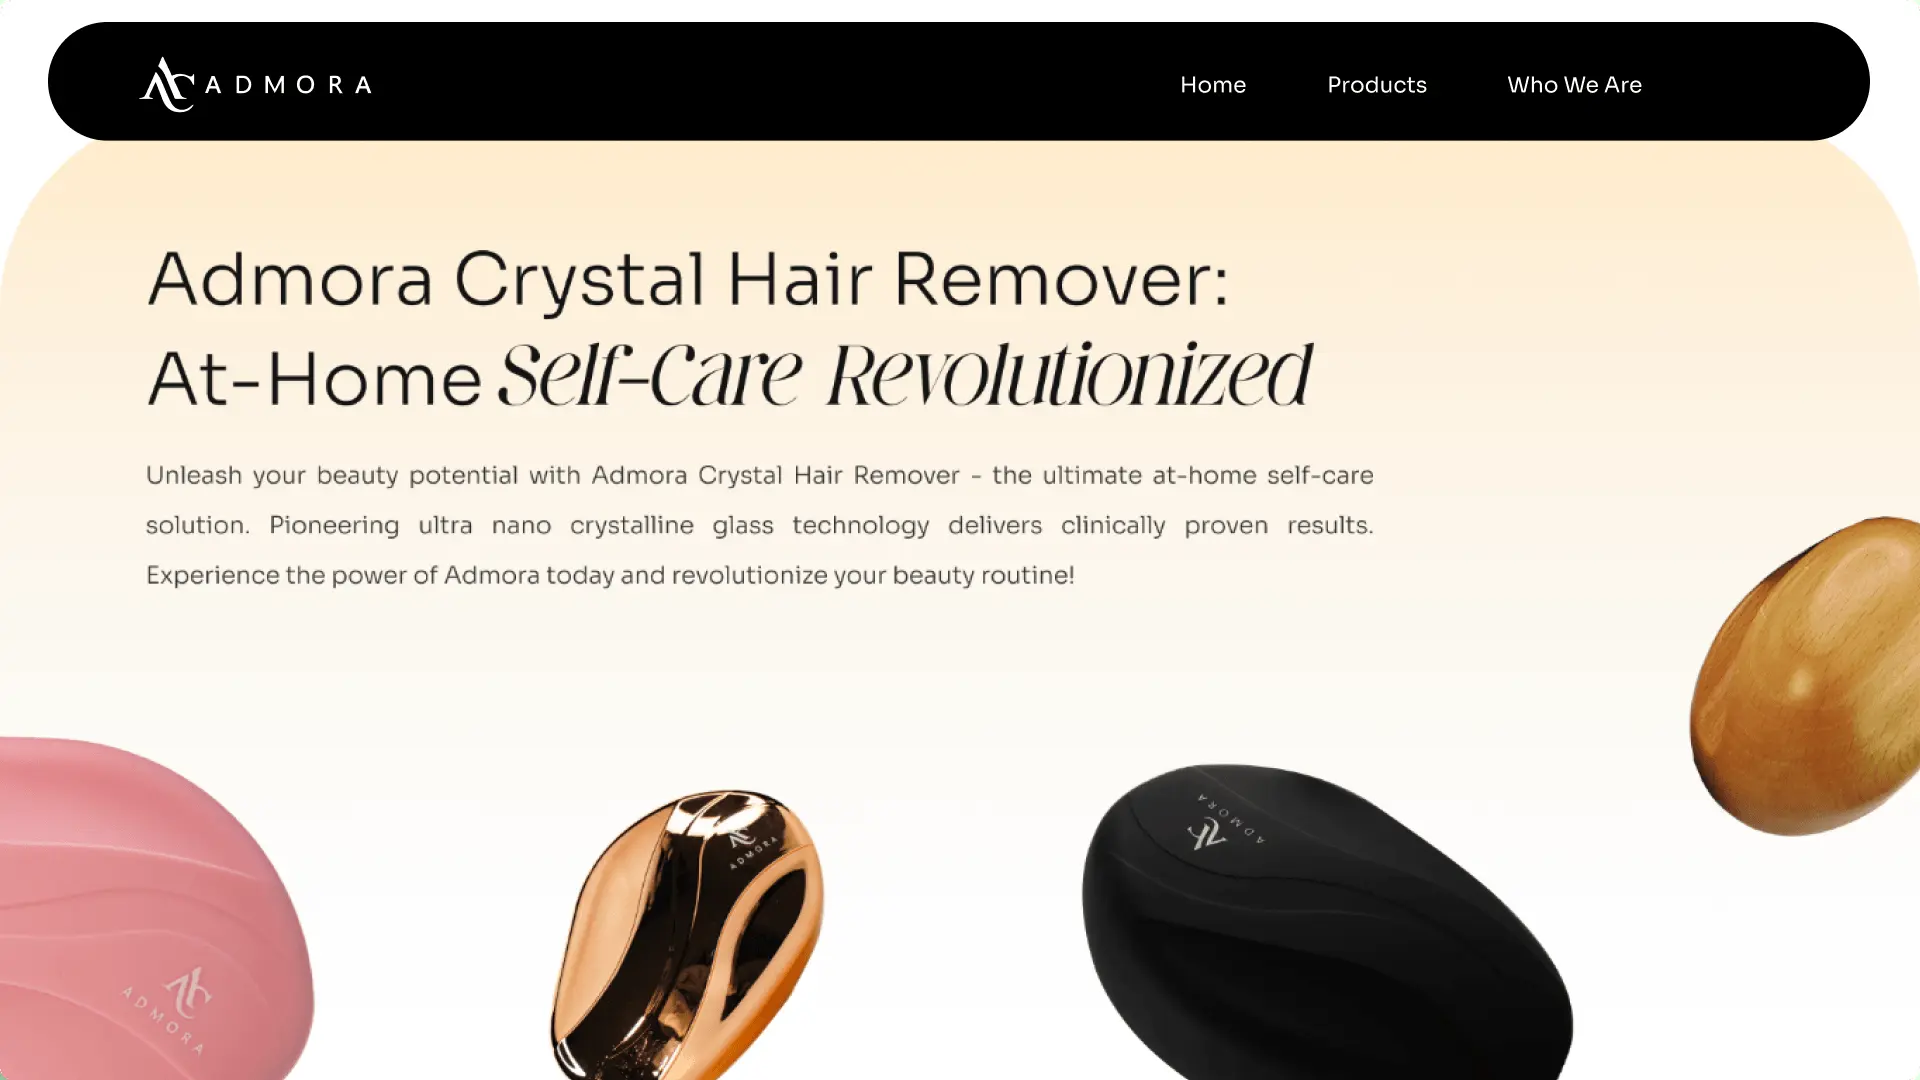 ADMORA
Home
Products
Who We Are
Admora Crystal Hair Remover:
At-Home Self-Care Revolutionized
Unleash your beauty potential with Admora Crystal Hair Remover - the ultimate at-home self-care
solution. Pioneering ultra nano crystalline glass technology delivers clinically proven results.
Experience the power of Admora today and revolutionize your beauty routine!
ADMORA
ADMORA
ADMORA